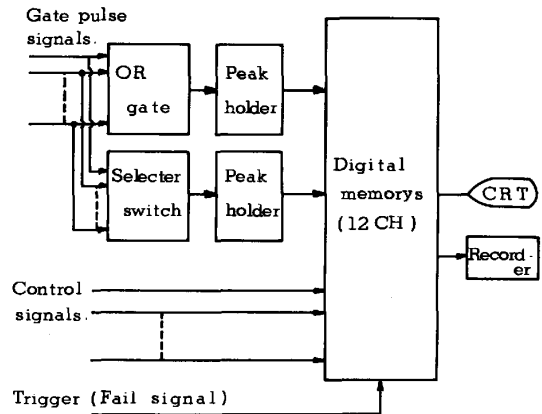 Gate pulse
signals.
OR
gate
Peak
holder
Selecter
switch
Peak
holder
Digital
memorys
(12 CH)
CRT
Record-
er
Control
signals.
Trigger (Fail signal)